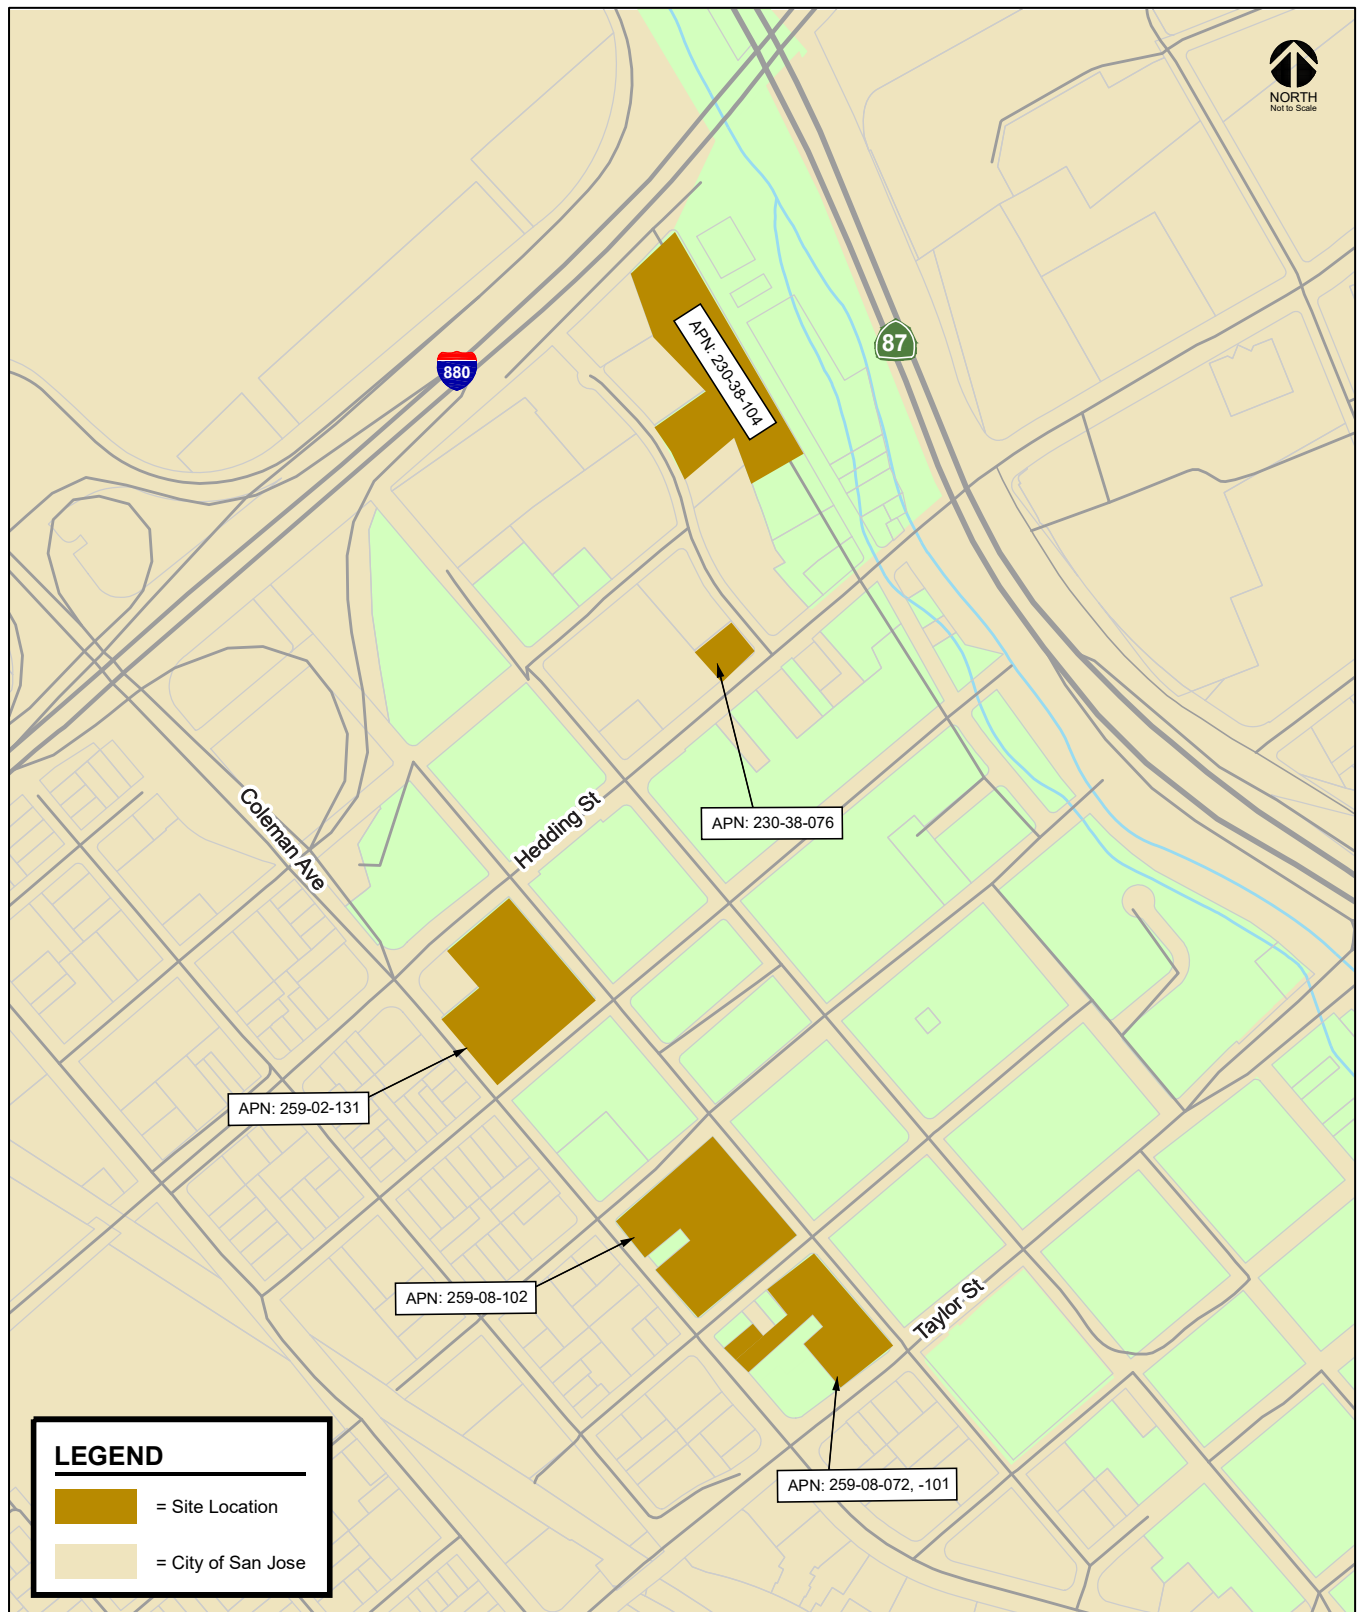 NORTH
Not to Scale
87
880
APN: 230-38-104
APN: 230-38-076
Hedding St
Coleman Ave
APN: 259-02-131
APN: 259-08-102
Taylor St
APN: 259-08-072, -101
LEGEND
= Site Location
= City of San Jose